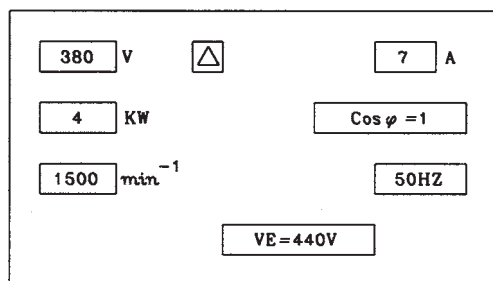 380 V △ 7 A
4 KW Cos φ =1
1500 min⁻¹ 50HZ
VE=440V